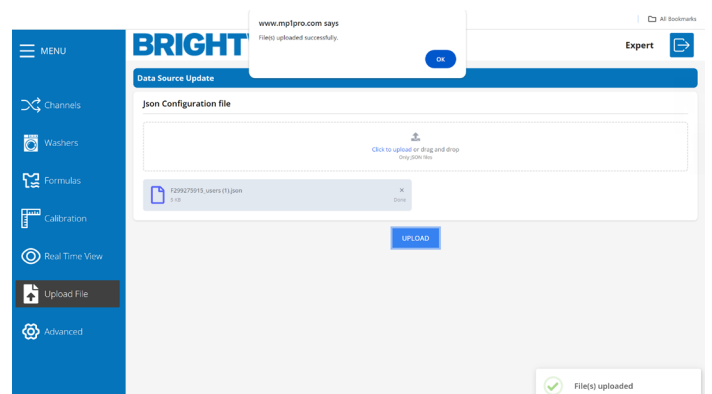 www.mp1pro.com says
File(s) uploaded successfully.
OK
All Bookmarks
MENU
BRIGHT
Expert
Data Source Update
Json Configuration file
Click to upload or drag and drop
Only JSON files
F299275915_users (1).json
5 KB
Done
UPLOAD
Channels
Washers
Formulas
Calibration
Real Time View
Upload File
Advanced
File(s) uploaded